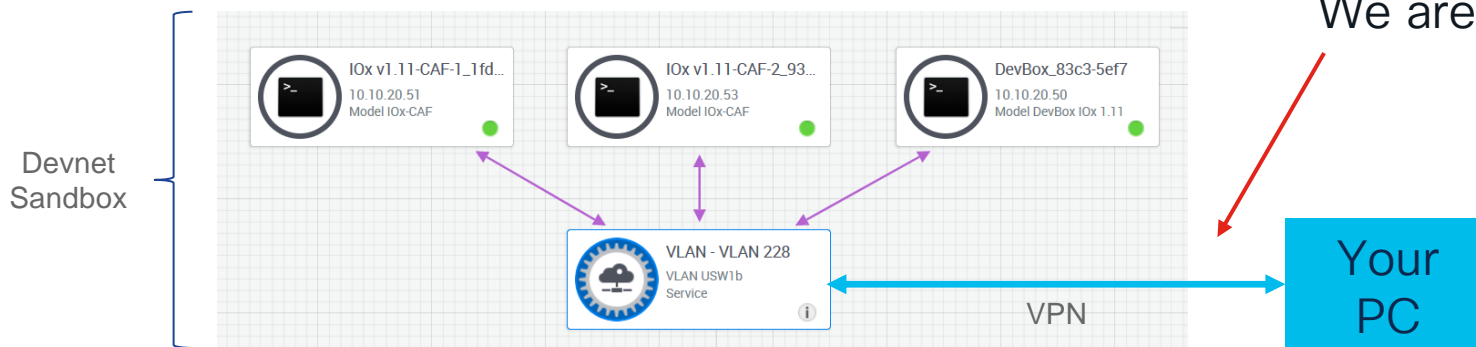 We are
IOx v1.11-CAF-1_1fd...
10.10.20.51
Model IOx-CAF
>_
IOx v1.11-CAF-2_93...
10.10.20.53
Model IOx-CAF
>_
DevBox_83c3-5ef7
10.10.20.50
Model DevBox IOx 1.11
>_
Devnet
Sandbox
VLAN - VLAN 228
VLAN USW1b
Service
i
VPN
Your
PC